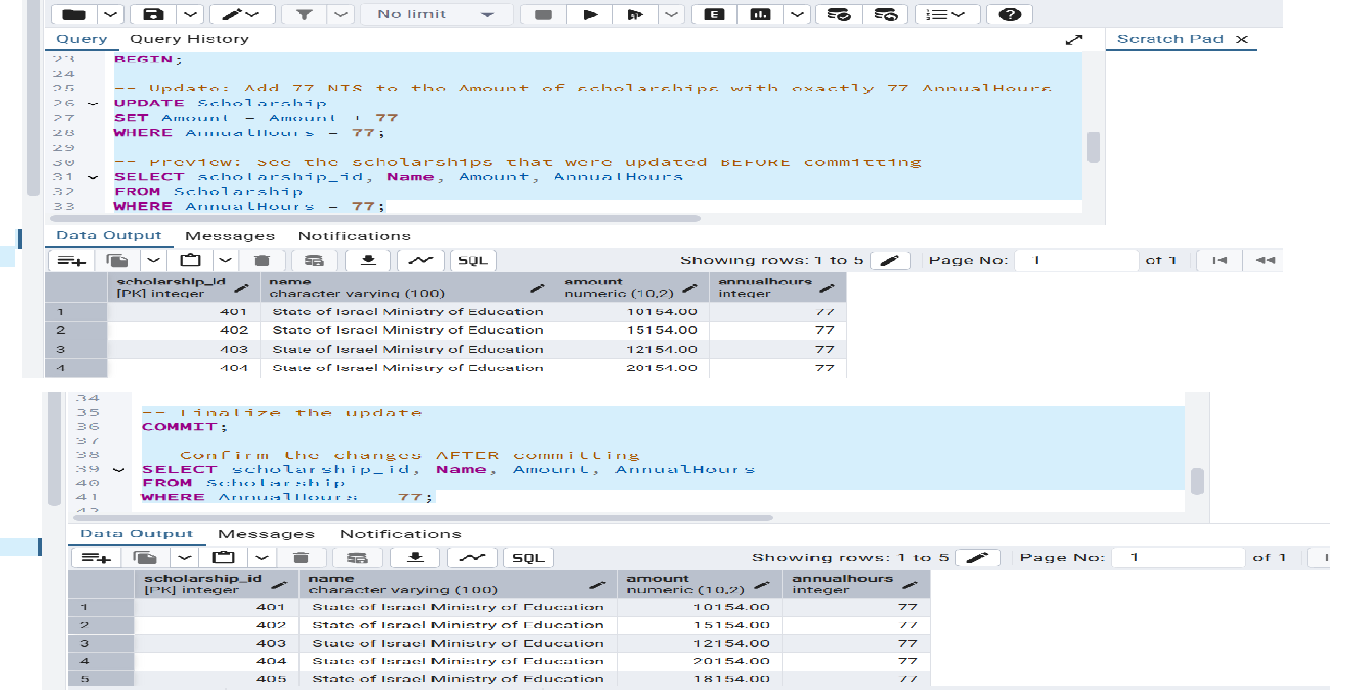 No limit
Query Query History Scratch Pad X
23 BEGIN;
24
25 -- Update: Add 77 NIS to the Amount of scholarships with exactly 77 AnnualHours
26 UPDATE Scholarship
27 SET Amount = Amount + 77
28 WHERE AnnualHours = 77;
29
30 -- Preview: See the scholarships that were updated BEFORE committing
31 SELECT scholarship_id, Name, Amount, AnnualHours
32 FROM Scholarship
33 WHERE AnnualHours = 77;
Data Output Messages Notifications
SQL Showing rows: 1 to 5 Page No: 1 of 1
scholarship_id name amount annualhours
[PK] integer character varying (100) numeric (10,2) integer
1 401 State of Israel Ministry of Education 10154.00 77
2 402 State of Israel Ministry of Education 15154.00 77
3 403 State of Israel Ministry of Education 12154.00 77
4 404 State of Israel Ministry of Education 20154.00 77
34
35 -- Finalize the update
36 COMMIT;
37
38 Confirm the changes AFTER committing
39 SELECT scholarship_id, Name, Amount, AnnualHours
40 FROM Scholarship
41 WHERE AnnualHours = 77;
42
Data Output Messages Notifications
SQL Showing rows: 1 to 5 Page No: 1 of 1
scholarship_id name amount annualhours
[PK] integer character varying (100) numeric (10,2) integer
1 401 State of Israel Ministry of Education 10154.00 77
2 402 State of Israel Ministry of Education 15154.00 77
3 403 State of Israel Ministry of Education 12154.00 77
4 404 State of Israel Ministry of Education 20154.00 77
5 405 State of Israel Ministry of Education 18154.00 77